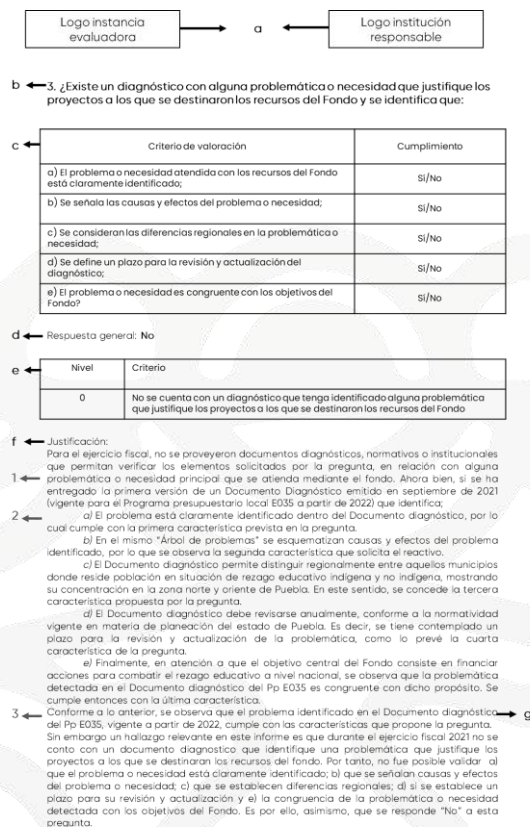 Logo instancia
evaluadora
a
Logo institución
responsable
b
3. ¿Existe un diagnóstico con alguna problemática o necesidad que justifique los
proyectos a los que se destinaron los recursos del Fondo y se identifica que:
c
Criterio de valoración
Cumplimiento
a) El problema o necesidad atendida con los recursos del Fondo
está claramente identificado;
Sí/No
b) Se señala las causas y efectos del problema o necesidad;
Sí/No
c) Se consideran las diferencias regionales en la problemática o
necesidad;
Sí/No
d) Se define un plazo para la revisión y actualización del
diagnóstico;
Sí/No
e) El problema o necesidad es congruente con los objetivos del
Fondo?
Sí/No
d
Respuesta general: No
e
Nivel
Criterio
0
No se cuenta con un diagnóstico que tenga identificado alguna problemática
que justifique los proyectos a los que se destinaron los recursos del Fondo
f
Justificación:
Para el ejercicio fiscal, no se proveyeron documentos diagnósticos, normativos o institucionales
que permitan verificar los elementos solicitados por la pregunta, en relación con alguna
1
problemática o necesidad principal que se atienda mediante el fondo. Ahora bien, si se ha
entregado la primera versión de un Documento Diagnóstico emitido en septiembre de 2021
(vigente para el Programa presupuestario local E035 a partir de 2022) que identifica;
2
a) El problema está claramente identificado dentro del Documento diagnóstico, por lo
cual cumple con la primera característica prevista en la pregunta.
b) En el mismo "Árbol de problemas" se esquematizan causas y efectos del problema
identificado, por lo que se observa la segunda característica que solicita el reactivo.
c) El Documento diagnóstico permite distinguir regionalmente entre aquellos municipios
donde reside población en situación de rezago educativo indígena y no indígena, mostrando
su concentración en la zona norte y oriente de Puebla. En este sentido, se concede la tercera
característica propuesta por la pregunta.
d) El Documento diagnóstico debe revisarse anualmente, conforme a la normatividad
vigente en materia de planeación del estado de Puebla. Es decir, se tiene contemplado un
plazo para la revisión y actualización de la problemática, como lo prevé la cuarta
característica de la pregunta.
e) Finalmente, en atención a que el objetivo central del Fondo consiste en financiar
acciones para combatir el rezago educativo a nivel nacional, se observa que la problemática
detectada en el Documento diagnóstico del Pp E035 es congruente con dicho propósito. Se
cumple entonces con la última característica.
3
Conforme a lo anterior, se observa que el problema identificado en el Documento diagnóstico
g
del Pp E035, vigente a partir de 2022, cumple con las características que propone la pregunta.
Sin embargo un hallazgo relevante en este informe es que durante el ejercicio fiscal 2021 no se
conto con un documento diagnostico que identifique una problemática que justifique los
proyectos a los que se destinaran los recursos del fondo. Por tanto, no fue posible validar a)
que el problema o necesidad está claramente identificado; b) que se señalan causas y efectos
del problema o necesidad; c) que se establecen diferencias regionales; d) si se establece un
plazo para su revisión y actualización y e) la congruencia de la problemática o necesidad
detectada con los objetivos del Fondo. Es por ello, asimismo, que se responde "No" a esta
pregunta.